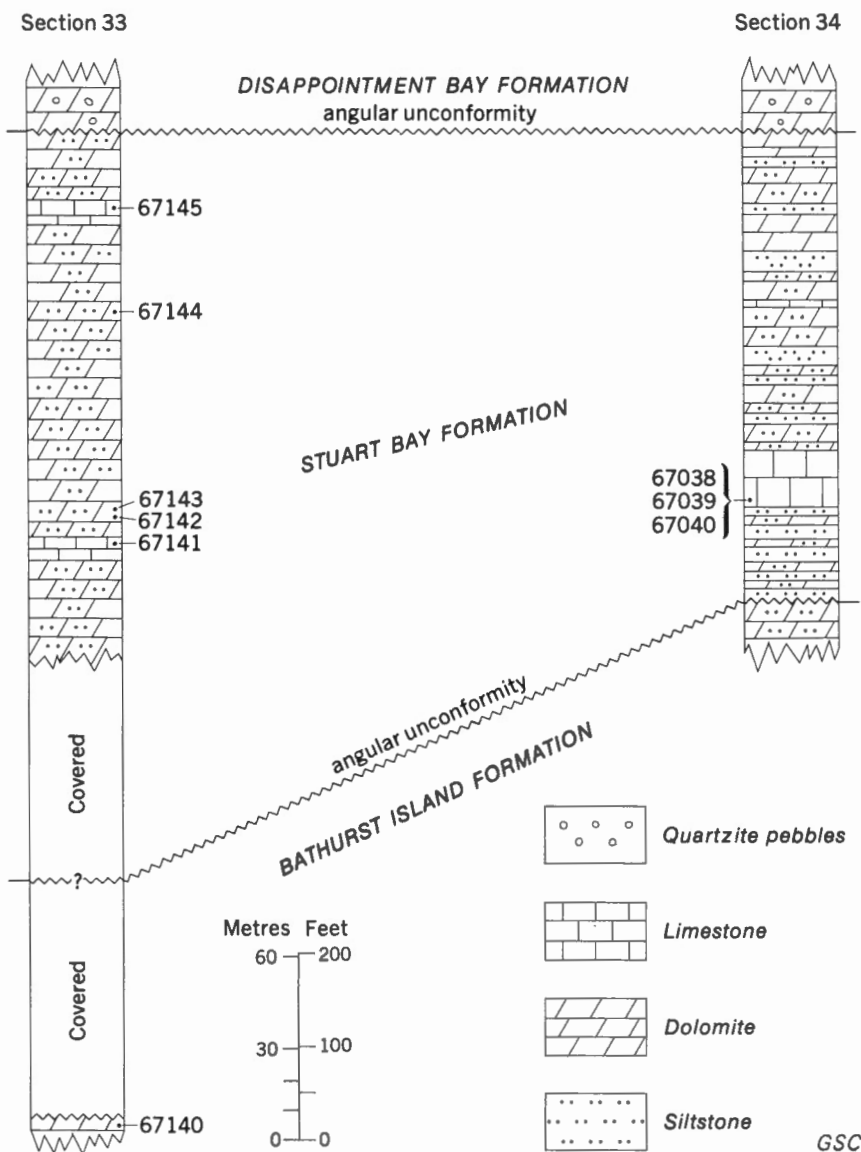 Section 33
Section 34
DISAPPOINTMENT BAY FORMATION
angular unconformity
67145
67144
STUART BAY FORMATION
67143
67142
67141
67038
67039
67040
angular unconformity
BATHURST ISLAND FORMATION
Covered
?
Covered
67140
Metres Feet
60 200
30 100
0 0
Quartzite pebbles
Limestone
Dolomite
Siltstone
GSC